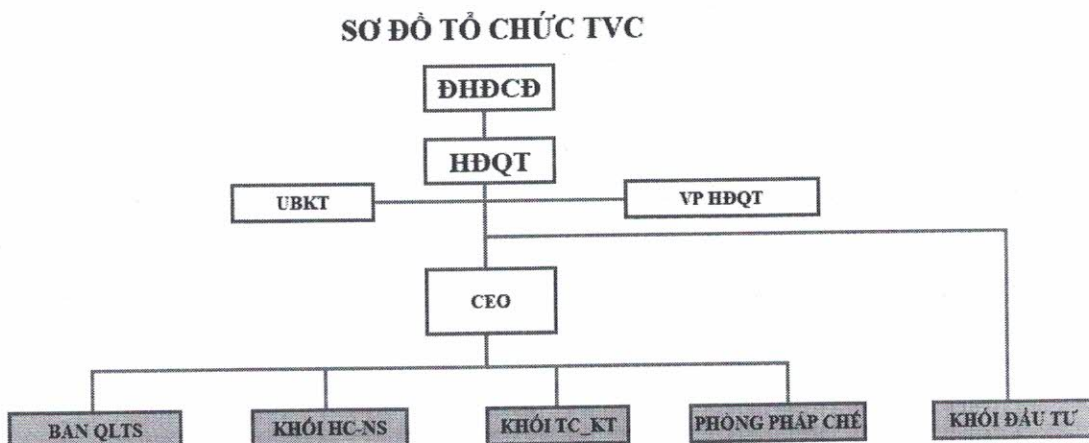 SƠ ĐỒ TỔ CHỨC TVC
ĐHĐCĐ
HĐQT
UBKT
VP HĐQT
CEO
BAN QLTS
KHỐI HC-NS
KHỐI TC_KT
PHÒNG PHÁP CHẾ
KHỐI ĐẦU TƯ